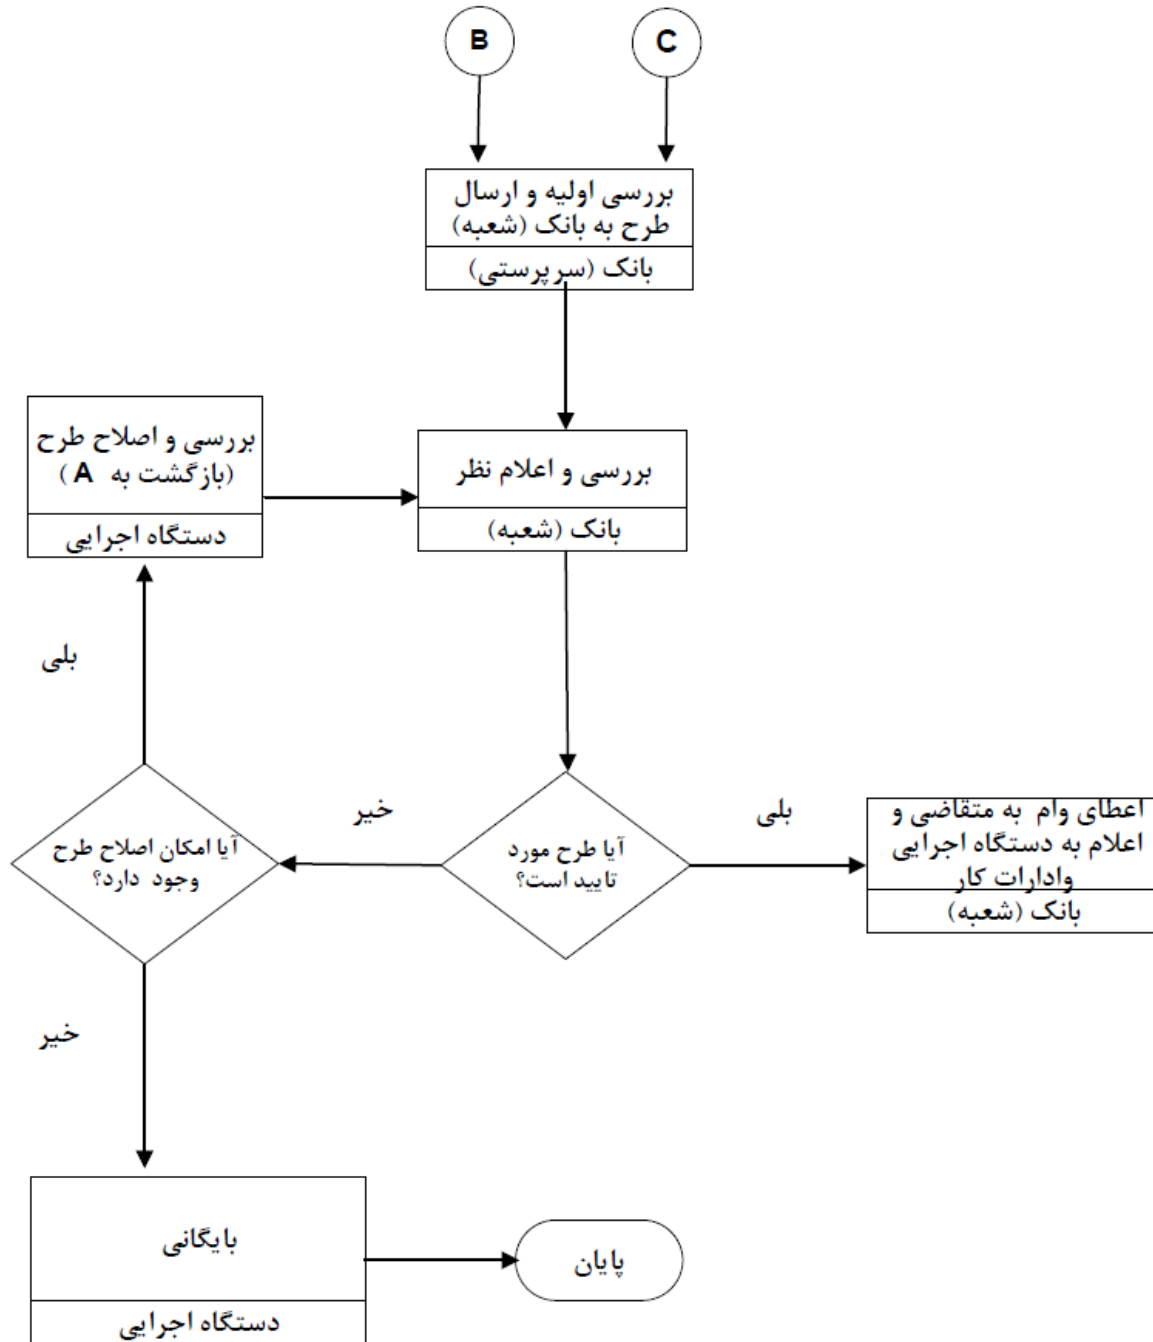 B
C
بررسی اولیه و ارسال
طرح به بانک (شعبه)
بانک (سرپرستی)
بررسی و اصلاح طرح
(بازگشت به A )
دستگاه اجرایی
بررسی و اعلام نظر
بانک (شعبه)
بلی
خیر
بلی
آیا امکان اصلاح طرح
وجود دارد؟
آیا طرح مورد
تایید است؟
اعطای وام به متقاضی و
اعلام به دستگاه اجرایی
وادارات کار
بانک (شعبه)
خیر
بایگانی
دستگاه اجرایی
پایان